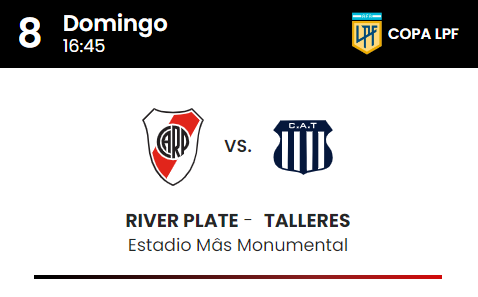 8 Domingo
16:45
LPF COPA LPF
CARP VS. C.A.T
RIVER PLATE - TALLERES
Estadio Mâs Monumental